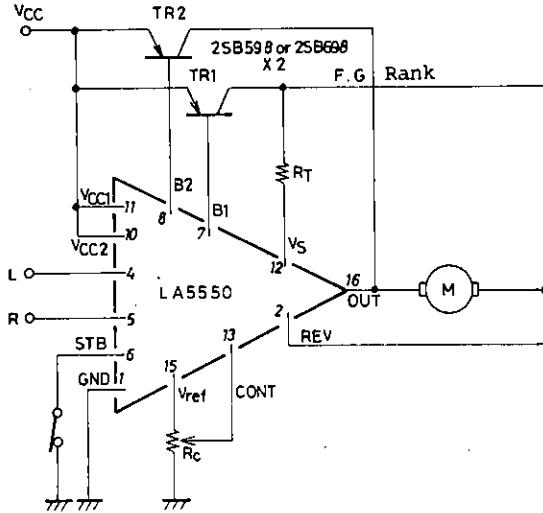 VCC
TR2
2SB598 or 2SB698
X 2
TR1
F.G Rank
RT
B2
B1
VCC1
11
8
7
VCC2
10
VS
12
L
4
LA5550
16
OUT
M
R
5
2
REV
STB
6
13
GND
1
15
Vref
CONT
RC